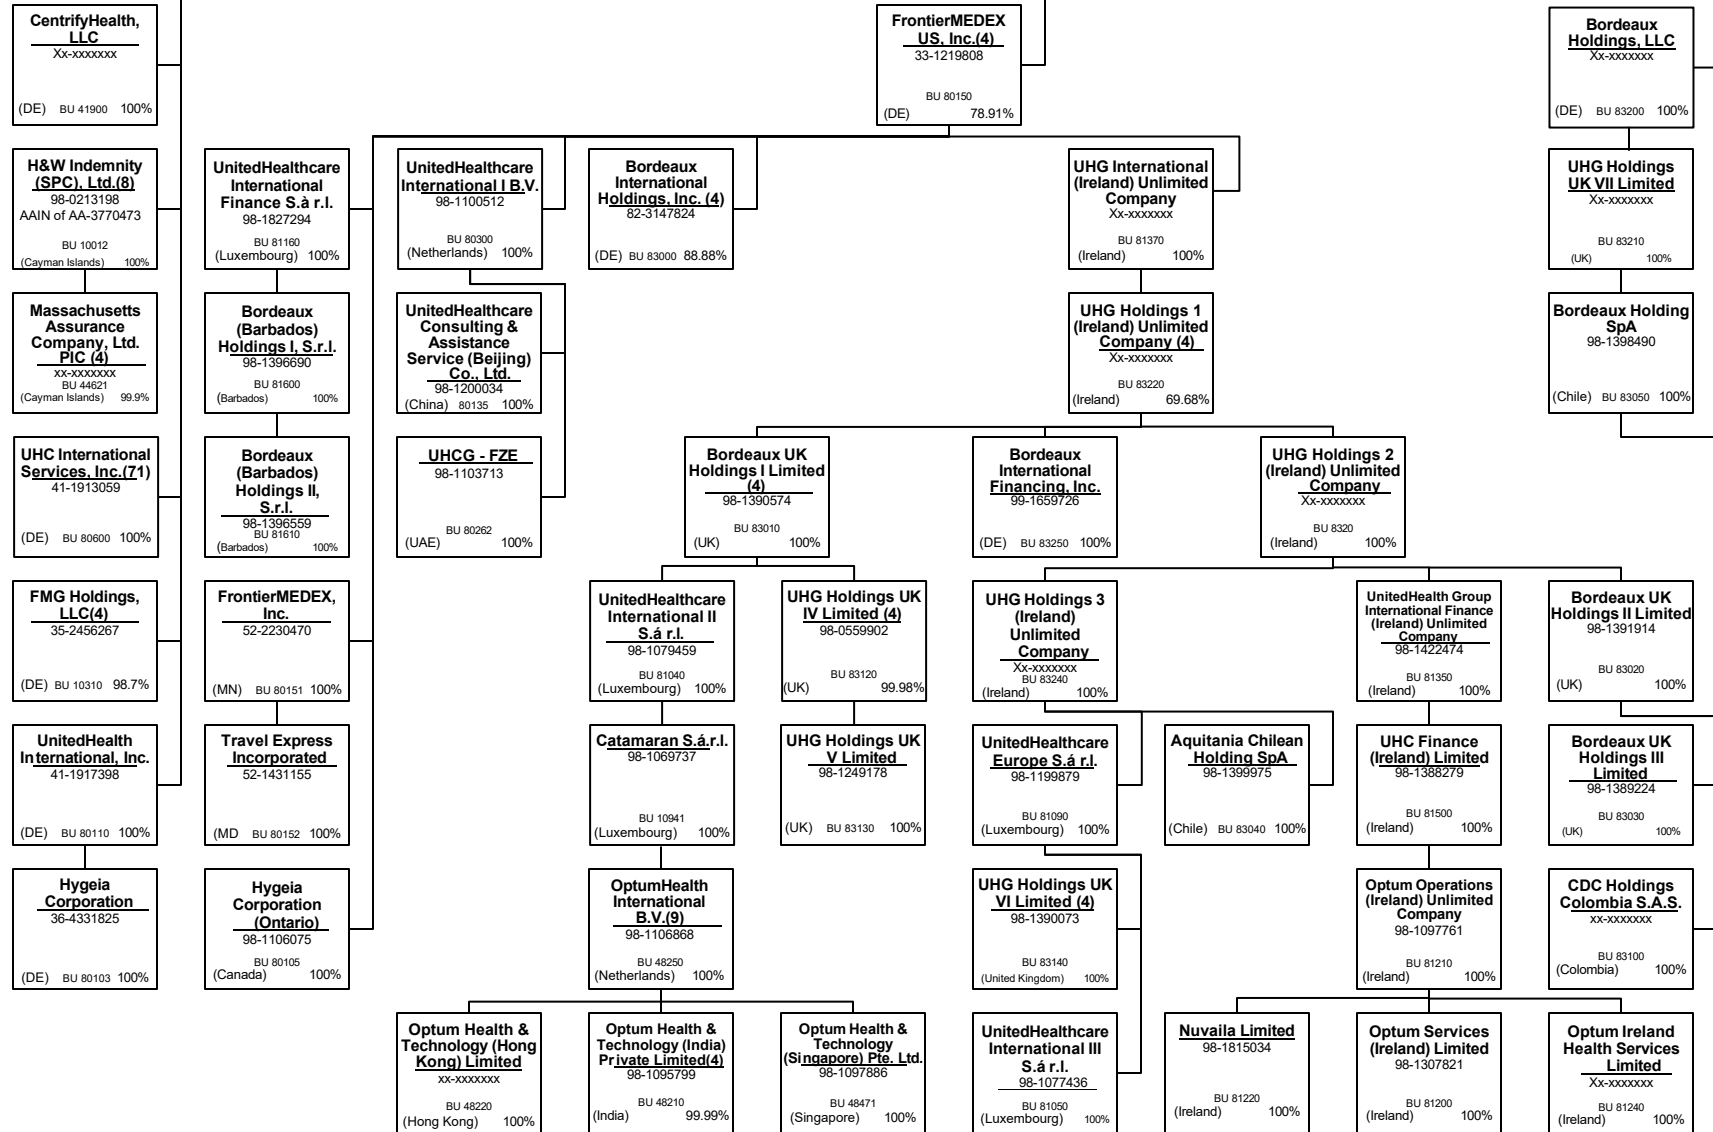 CentrifyHealth,
LLC
Xx-xxxxxxx
(DE) BU 41900 100%
FrontierMEDEX
US, Inc.(4)
33-1219808
BU 80150
(DE) 78.91%
Bordeaux
Holdings, LLC
Xx-xxxxxxx
(DE) BU 83200 100%
H&W Indemnity
(SPC), Ltd.(8)
98-0213198
AAIN of AA-3770473
BU 10012
(Cayman Islands) 100%
UnitedHealthcare
International
Finance S.à r.l.
98-1827294
BU 81160
(Luxembourg) 100%
UnitedHealthcare
International I B.V.
98-1100512
BU 80300
(Netherlands) 100%
Bordeaux
International
Holdings, Inc. (4)
82-3147824
(DE) BU 83000 88.88%
UHG International
(Ireland) Unlimited
Company
Xx-xxxxxxx
BU 81370
(Ireland) 100%
UHG Holdings
UK VII Limited
Xx-xxxxxxx
BU 83210
(UK) 100%
Massachusetts
Assurance
Company, Ltd.
PIC (4)
xx-xxxxxxx
BU 44621
(Cayman Islands) 99.9%
Bordeaux
(Barbados)
Holdings I, S.r.l.
98-1396690
BU 81600
(Barbados) 100%
UnitedHealthcare
Consulting &
Assistance
Service (Beijing)
Co., Ltd.
98-1200034
(China) 80135 100%
UHG Holdings 1
(Ireland) Unlimited
Company (4)
Xx-xxxxxxx
BU 83220
(Ireland) 69.68%
Bordeaux Holding
SpA
98-1398490
(Chile) BU 83050 100%
UHC International
Services, Inc.(71)
41-1913059
(DE) BU 80600 100%
Bordeaux
(Barbados)
Holdings II,
S.r.l.
98-1396559
BU 81610
(Barbados) 100%
UHCG - FZE
98-1103713
BU 80262
(UAE) 100%
Bordeaux UK
Holdings I Limited
(4)
98-1390574
BU 83010
(UK) 100%
Bordeaux
International
Financing, Inc.
99-1659726
(DE) BU 83250 100%
UHG Holdings 2
(Ireland) Unlimited
Company
Xx-xxxxxxx
BU 8320
(Ireland) 100%
FMG Holdings,
LLC(4)
35-2456267
(DE) BU 10310 98.7%
FrontierMEDEX,
Inc.
52-2230470
(MN) BU 80151 100%
UnitedHealthcare
International II
S.á r.l.
98-1079459
BU 81040
(Luxembourg) 100%
UHG Holdings UK
IV Limited (4)
98-0559902
BU 83120
(UK) 99.98%
UHG Holdings 3
(Ireland)
Unlimited
Company
Xx-xxxxxxx
BU 83240
(Ireland) 100%
UnitedHealth Group
International Finance
(Ireland) Unlimited
Company
98-1422474
BU 81350
(Ireland) 100%
Bordeaux UK
Holdings II Limited
98-1391914
BU 83020
(UK) 100%
UnitedHealth
International, Inc.
41-1917398
(DE) BU 80110 100%
Travel Express
Incorporated
52-1431155
(MD BU 80152 100%
Catamaran S.á.r.l.
98-1069737
BU 10941
(Luxembourg) 100%
UHG Holdings UK
V Limited
98-1249178
(UK) BU 83130 100%
UnitedHealthcare
Europe S.á r.l.
98-1199879
BU 81090
(Luxembourg) 100%
Aquitania Chilean
Holding SpA
98-1399975
(Chile) BU 83040 100%
UHC Finance
(Ireland) Limited
98-1388279
BU 81500
(Ireland) 100%
Bordeaux UK
Holdings III
Limited
98-1389224
BU 83030
(UK) 100%
Hygeia
Corporation
36-4331825
(DE) BU 80103 100%
Hygeia
Corporation
(Ontario)
98-1106075
BU 80105
(Canada) 100%
OptumHealth
International
B.V.(9)
98-1106868
BU 48250
(Netherlands) 100%
UHG Holdings UK
VI Limited (4)
98-1390073
BU 83140
(United Kingdom) 100%
Optum Operations
(Ireland) Unlimited
Company
98-1097761
BU 81210
(Ireland) 100%
CDC Holdings
Colombia S.A.S.
xx-xxxxxxx
BU 83100
(Colombia) 100%
Optum Health &
Technology (Hong
Kong) Limited
xx-xxxxxxx
BU 48220
(Hong Kong) 100%
Optum Health &
Technology (India)
Private Limited(4)
98-1095799
BU 48210
(India) 99.99%
Optum Health &
Technology
(Singapore) Pte. Ltd.
98-1097886
BU 48471
(Singapore) 100%
UnitedHealthcare
International III
S.á r.l.
98-1077436
BU 81050
(Luxembourg) 100%
Nuvaila Limited
98-1815034
BU 81220
(Ireland) 100%
Optum Services
(Ireland) Limited
98-1307821
BU 81200
(Ireland) 100%
Optum Ireland
Health Services
Limited
Xx-xxxxxxx
BU 81240
(Ireland) 100%